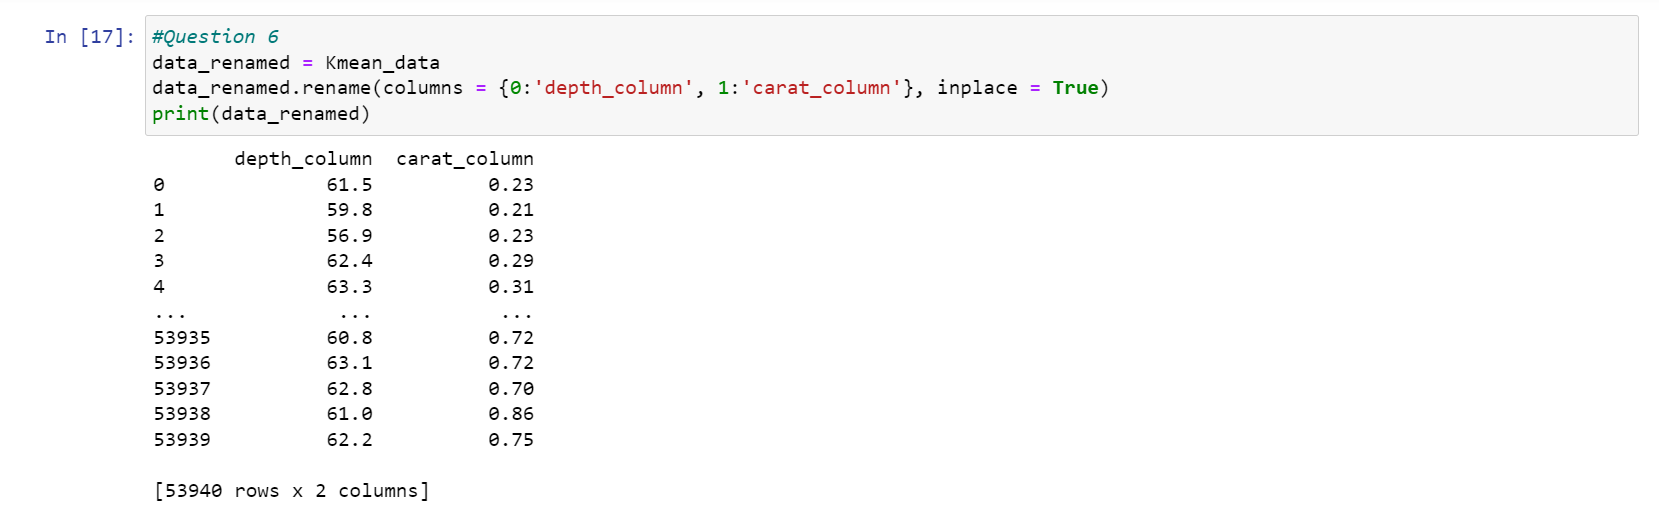 In [17]: #Question 6
data_renamed = Kmean_data
data_renamed.rename(columns = {0:'depth_column', 1:'carat_column'}, inplace = True)
print(data_renamed)
depth_column carat_column
0 61.5 0.23
1 59.8 0.21
2 56.9 0.23
3 62.4 0.29
4 63.3 0.31
... ... ...
53935 60.8 0.72
53936 63.1 0.72
53937 62.8 0.70
53938 61.0 0.86
53939 62.2 0.75
[53940 rows x 2 columns]